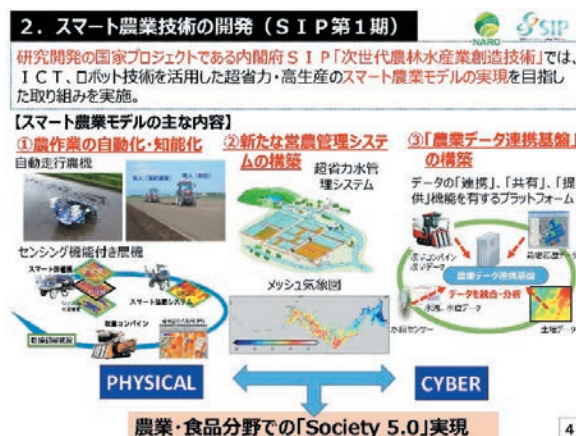 2．スマート農業技術の開発（ＳＩＰ第1期）
NARO
SIP
研究開発の国家プロジェクトである内閣府ＳＩＰ「次世代農林水産業創造技術」では、
ＩＣＴ、ロボット技術を活用した超省力・高生産のスマート農業モデルの実現を目指し
た取り組みを実施。
【スマート農業モデルの主な内容】
①農作業の自動化・知能化
自動走行農機
センシング機能付き農機
収量コンバイン
②新たな営農管理システ
ムの構築
超省力水管
理システム
メッシュ気象図
③「農業データ連携基盤」
の構築
データの「連携」、「共有」、「提
供」機能を有するプラットフォーム
農業データ連携基盤
データを統合・分析
土壌データ
PHYSICAL
CYBER
農業・食品分野での「Society 5.0」実現
4